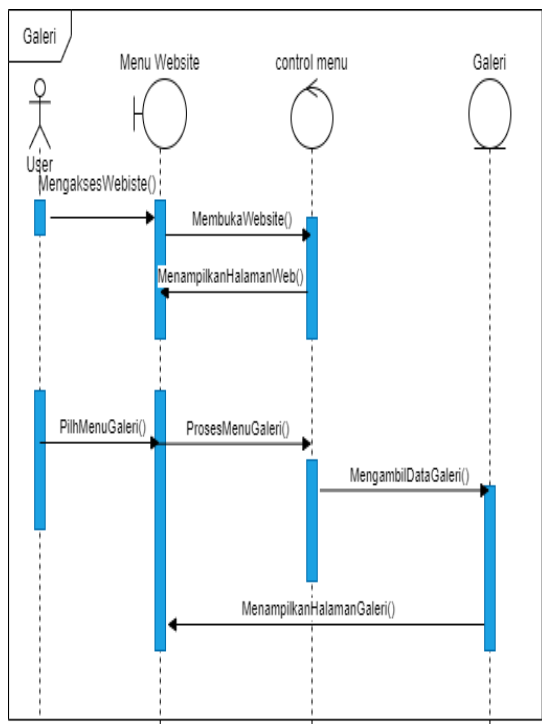 Galeri
Menu Website
control menu
Galeri
User
MengaksesWebiste()
MembukaWebsite()
MenampilkanHalamanWeb()
PilhMenuGaleri()
ProsesMenuGaleri()
MengambilDataGaleri()
MenampilkanHalamanGaleri()